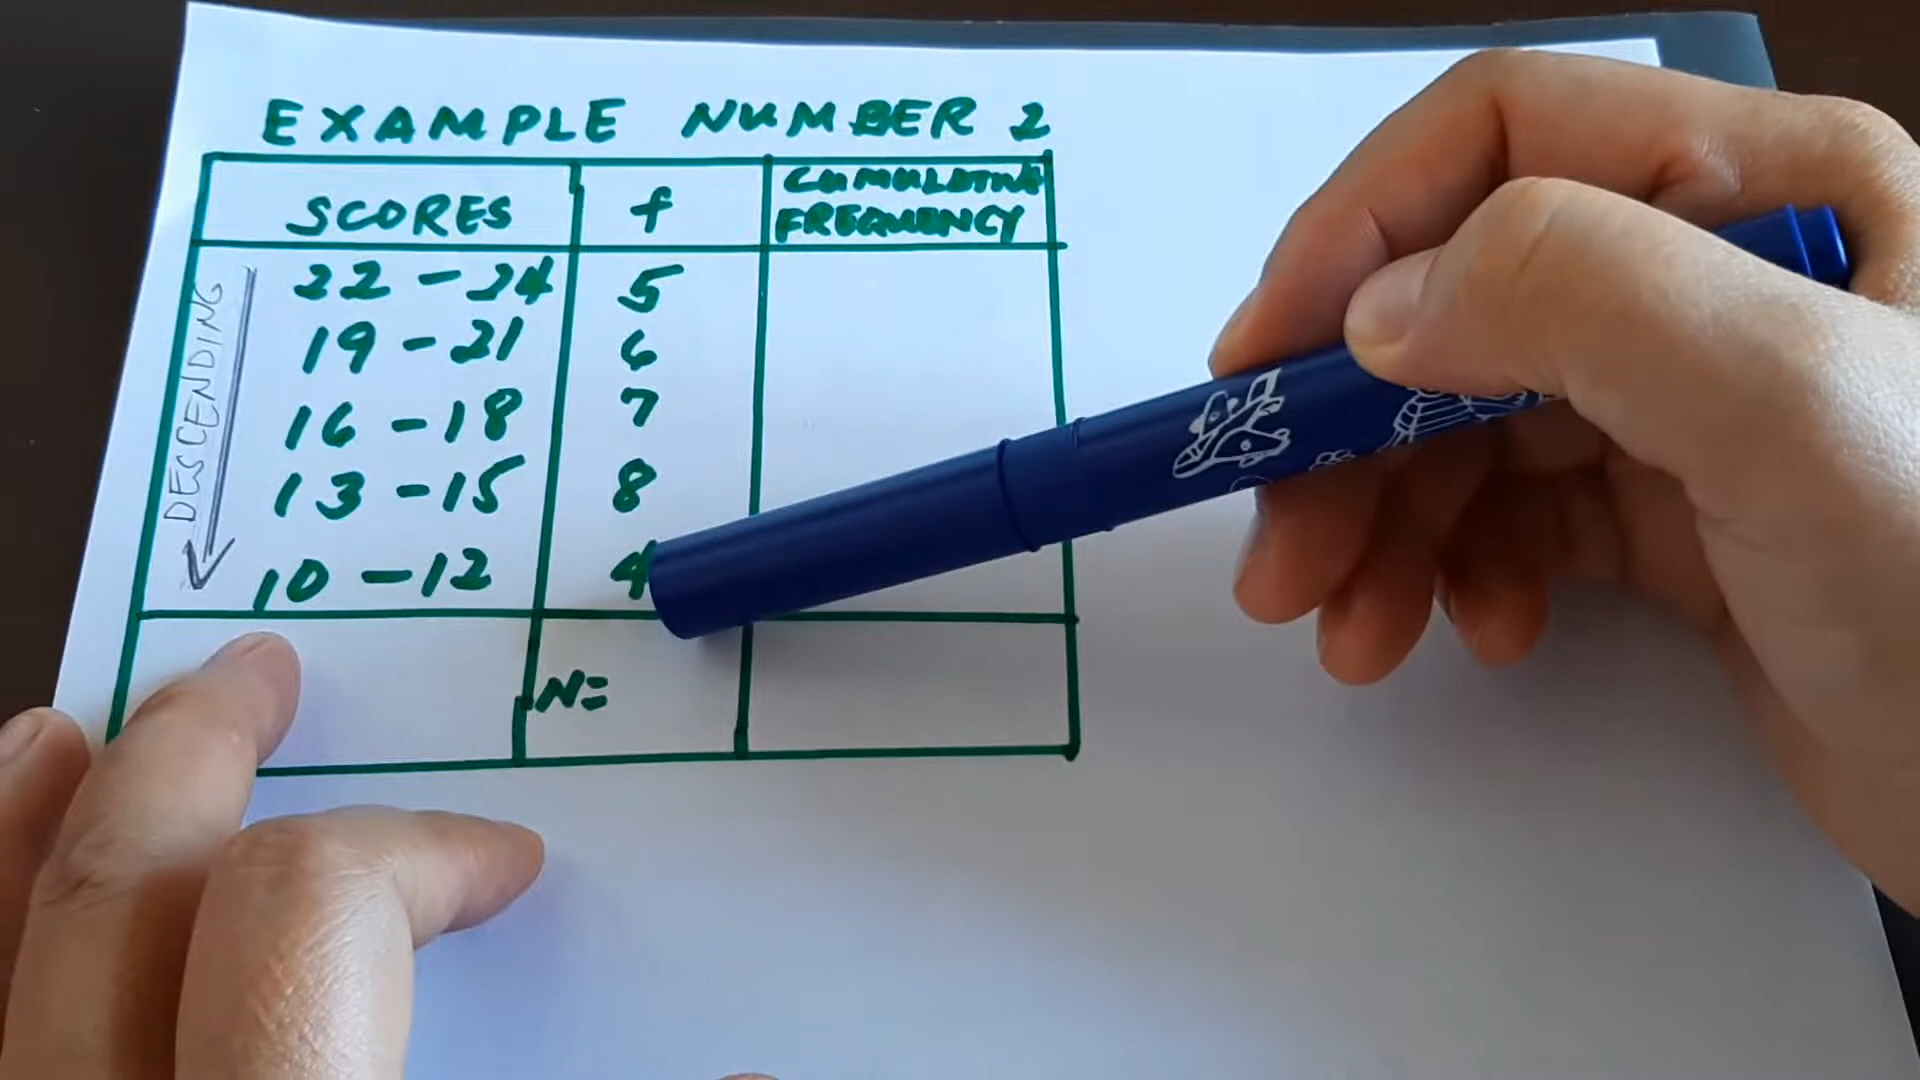 EXAMPLE NUMBER 2
SCORES f CUMULATIVE FREQUENCY
DESCENDING
22 - 24 5
19 - 21 6
16 - 18 7
13 - 15 8
10 - 12 4
N=